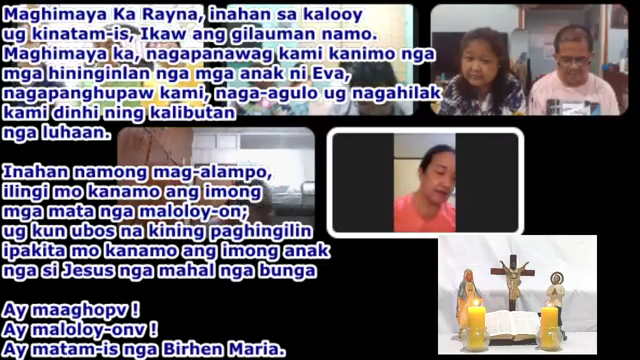 Maghimaya Ka Rayna, inahan sa kalooy
ug kinatam-is, Ikaw ang gilauman namo.
Maghimaya ka, nagapanawag kami kanimo nga
mga hininginlan nga mga anak ni Eva,
nagapanghupaw kami, naga-agulo ug nagahilak
kami dinhi ning kalibutan
nga luhaan.
Inahan namong mag-alampo,
ilingi mo kanamo ang imong
mga mata nga maloloy-on;
ug kun ubos na kining paghingilin
ipakita mo kanamo ang imong anak
nga si Jesus nga mahal nga bunga
Ay maaghopv !
Ay maloloy-onv !
Ay matam-is nga Birhen Maria.